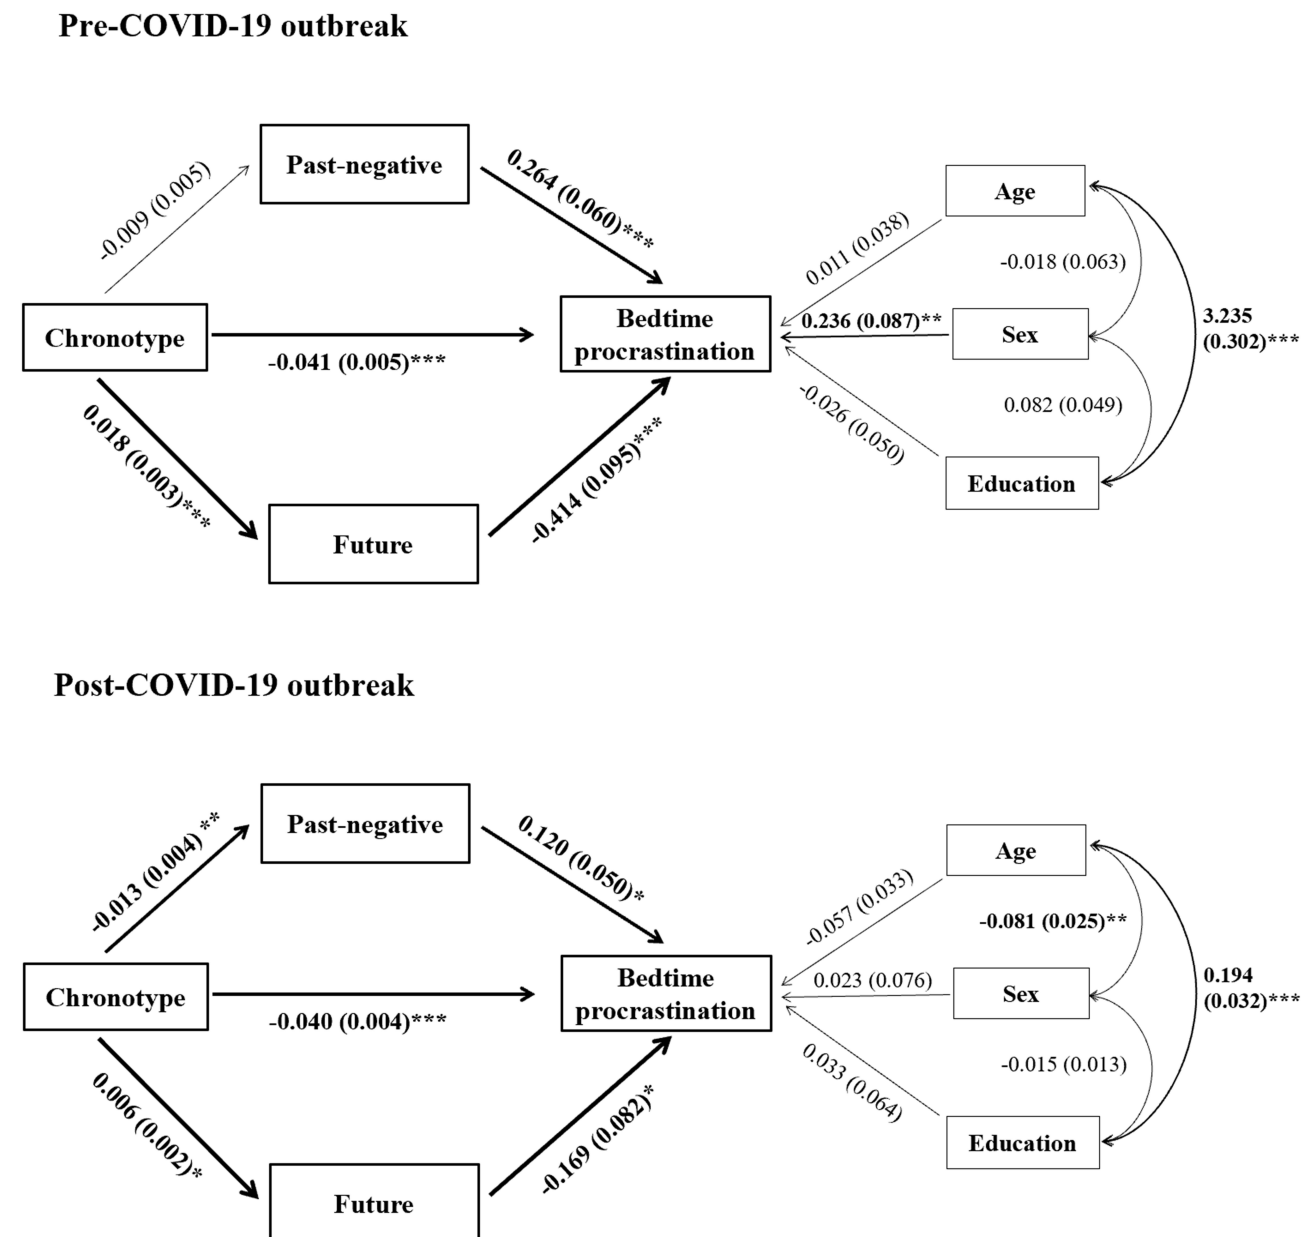 Pre-COVID-19 outbreak
Past-negative
-0.009 (0.005)
0.264 (0.060)***
Age
0.011 (0.038)
-0.018 (0.063)
Chronotype
-0.041 (0.005)***
Bedtime
procrastination
0.236 (0.087)**
Sex
3.235
(0.302)***
0.018 (0.003)***
-0.414 (0.095)***
-0.026 (0.050)
0.082 (0.049)
Education
Future
Post-COVID-19 outbreak
Past-negative
-0.013 (0.004) **
0.120 (0.050)*
Age
-0.057 (0.033)
-0.081 (0.025)**
Chronotype
-0.040 (0.004)***
Bedtime
procrastination
0.023 (0.076)
Sex
0.194
(0.032)***
0.006 (0.002)*
-0.169 (0.082)*
0.033 (0.064)
-0.015 (0.013)
Education
Future